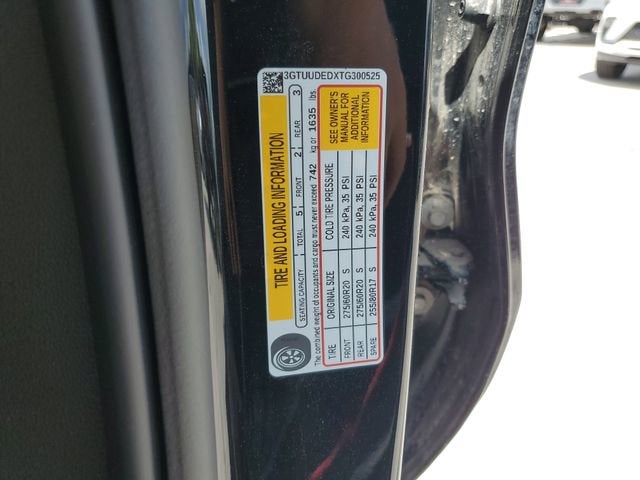 3GTUUDEDXTG300525
TIRE AND LOADING INFORMATION
SEATING CAPACITY TOTAL 5 FRONT 2 REAR 3
The combined weight of occupants and cargo must never exceed 742 kg or 1635 lbs.
TIRE ORIGINAL SIZE COLD TIRE PRESSURE
FRONT 275/60R20 S 240 kPa, 35 PSI
REAR 275/60R20 S 240 kPa, 35 PSI
SPARE 255/80R17 S 240 kPa, 35 PSI
SEE OWNER'S
MANUAL FOR
ADDITIONAL
INFORMATION